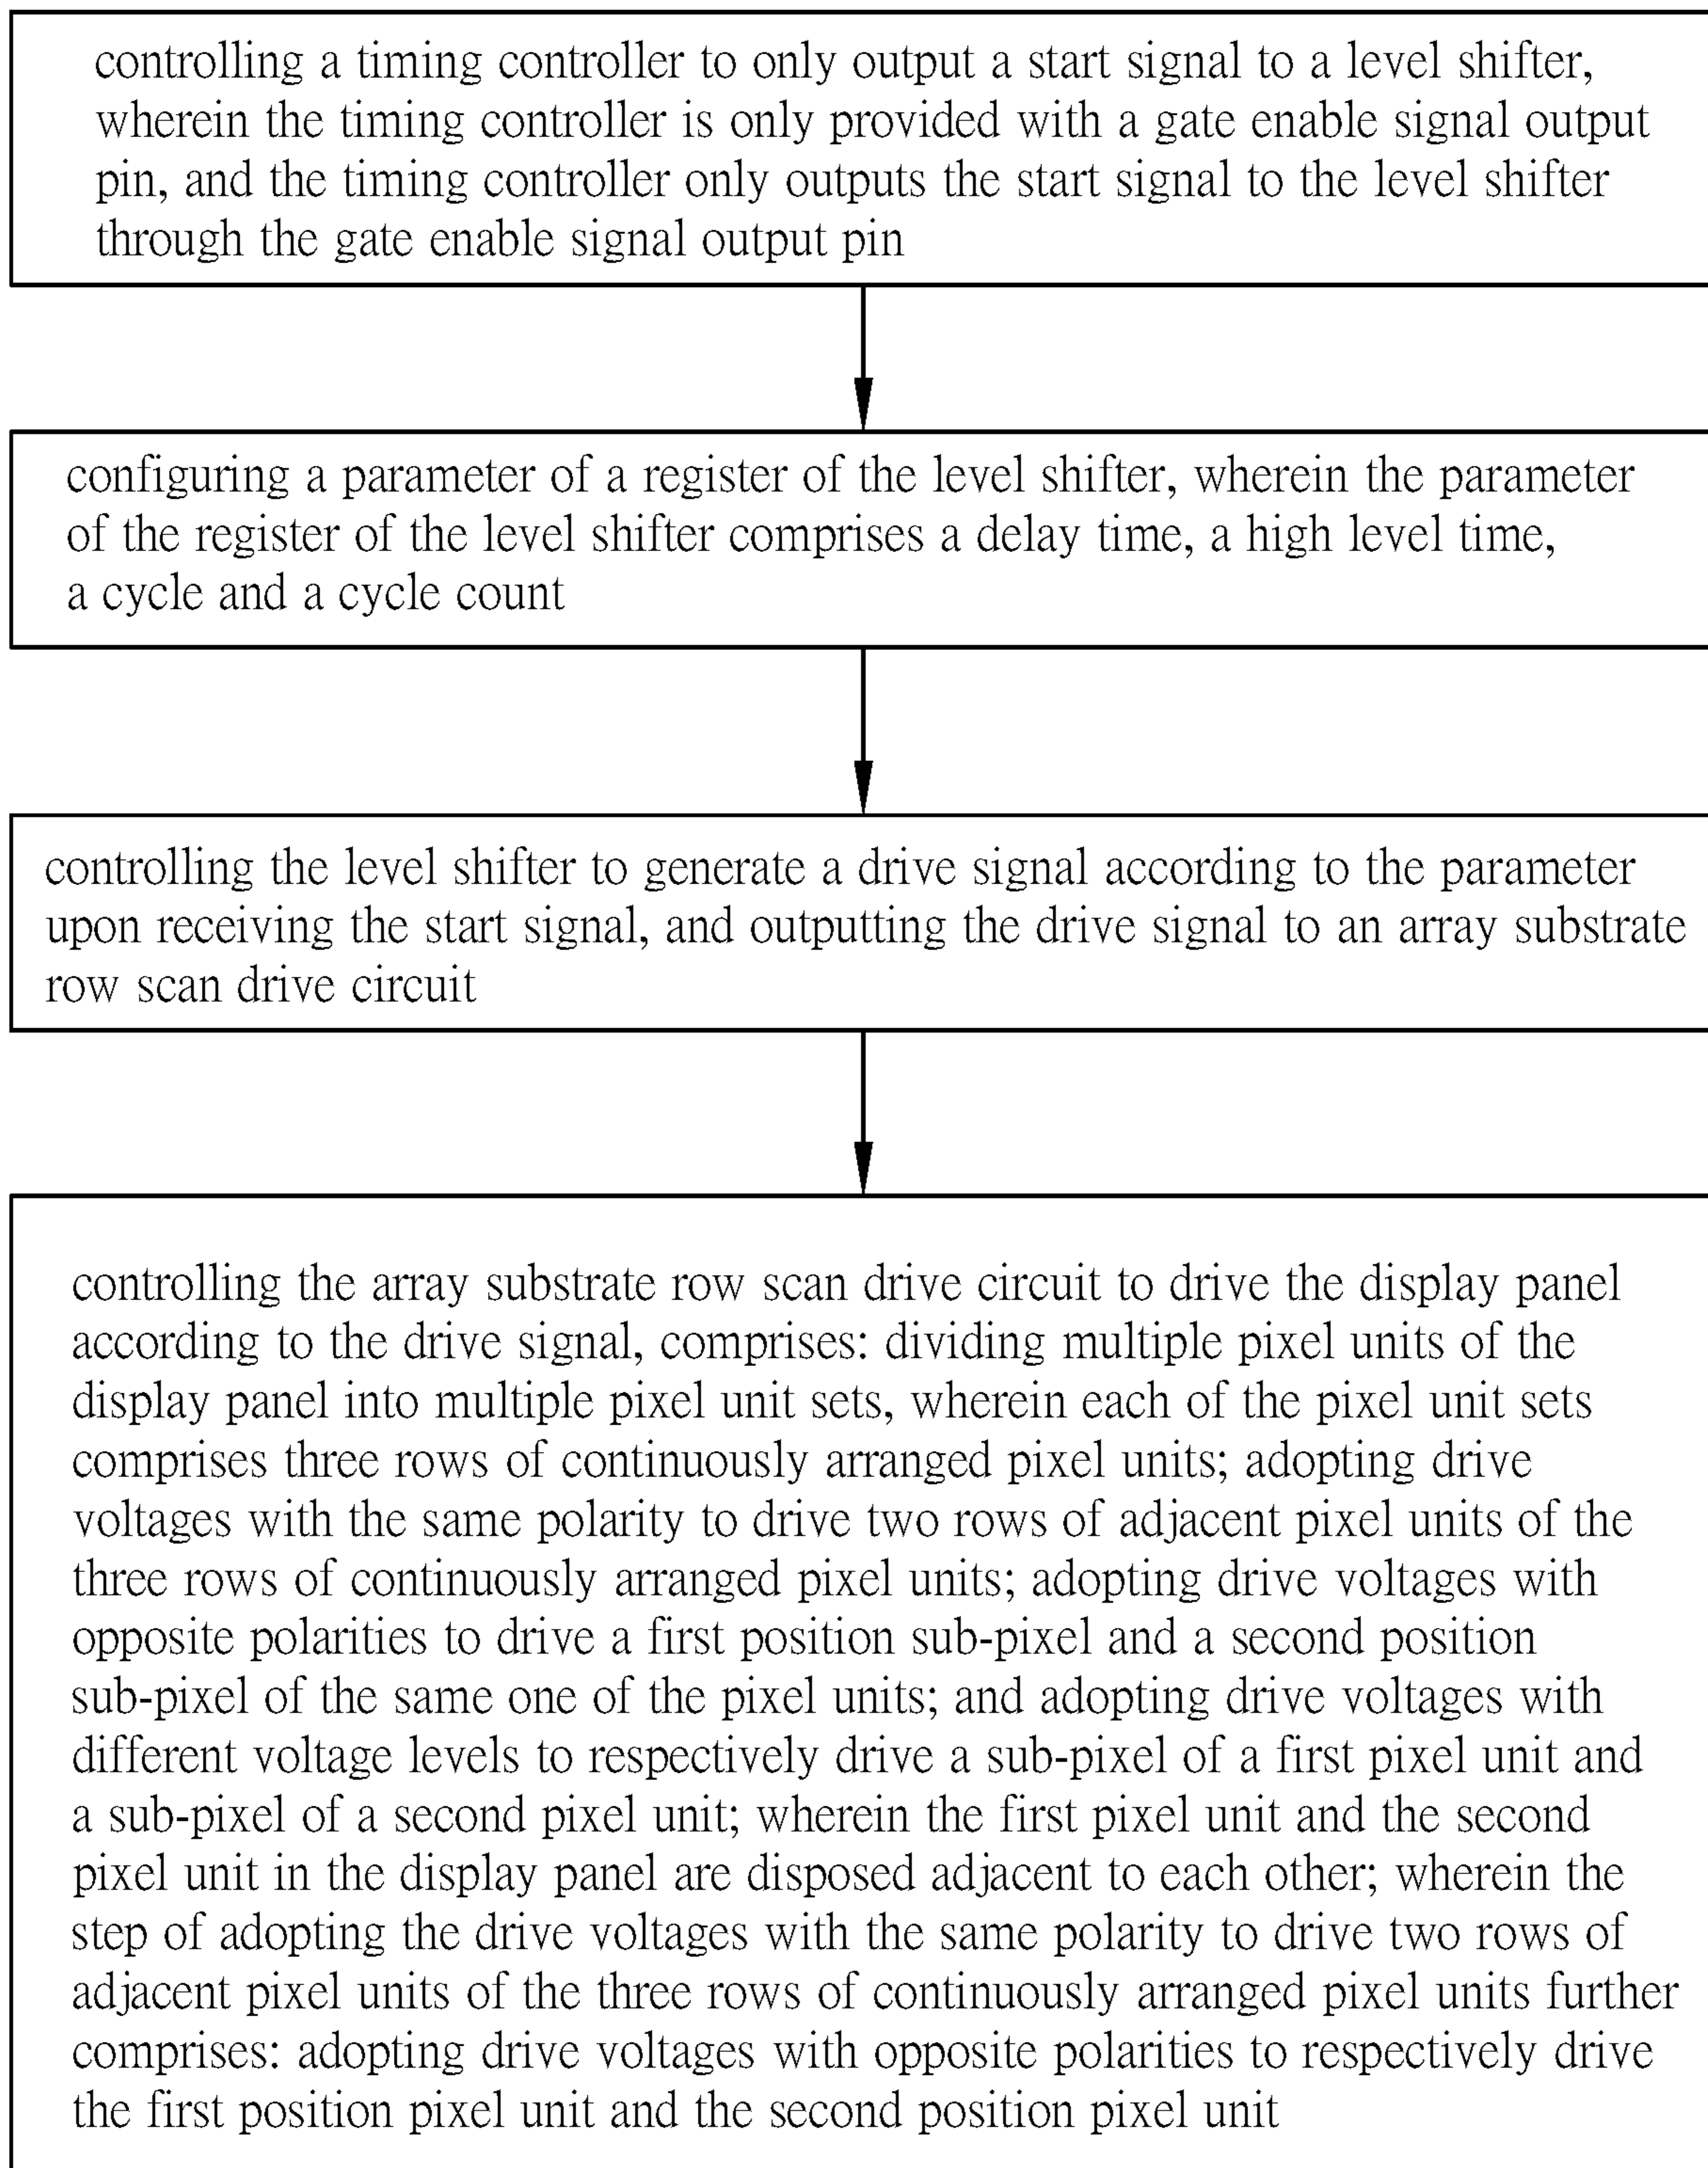 controlling a timing controller to only output a start signal to a level shifter,
wherein the timing controller is only provided with a gate enable signal output
pin, and the timing controller only outputs the start signal to the level shifter
through the gate enable signal output pin
configuring a parameter of a register of the level shifter, wherein the parameter
of the register of the level shifter comprises a delay time, a high level time,
a cycle and a cycle count
controlling the level shifter to generate a drive signal according to the parameter
upon receiving the start signal, and outputting the drive signal to an array substrate
row scan drive circuit
controlling the array substrate row scan drive circuit to drive the display panel
according to the drive signal, comprises: dividing multiple pixel units of the
display panel into multiple pixel unit sets, wherein each of the pixel unit sets
comprises three rows of continuously arranged pixel units; adopting drive
voltages with the same polarity to drive two rows of adjacent pixel units of the
three rows of continuously arranged pixel units; adopting drive voltages with
opposite polarities to drive a first position sub-pixel and a second position
sub-pixel of the same one of the pixel units; and adopting drive voltages with
different voltage levels to respectively drive a sub-pixel of a first pixel unit and
a sub-pixel of a second pixel unit; wherein the first pixel unit and the second
pixel unit in the display panel are disposed adjacent to each other; wherein the
step of adopting the drive voltages with the same polarity to drive two rows of
adjacent pixel units of the three rows of continuously arranged pixel units further
comprises: adopting drive voltages with opposite polarities to respectively drive
the first position pixel unit and the second position pixel unit